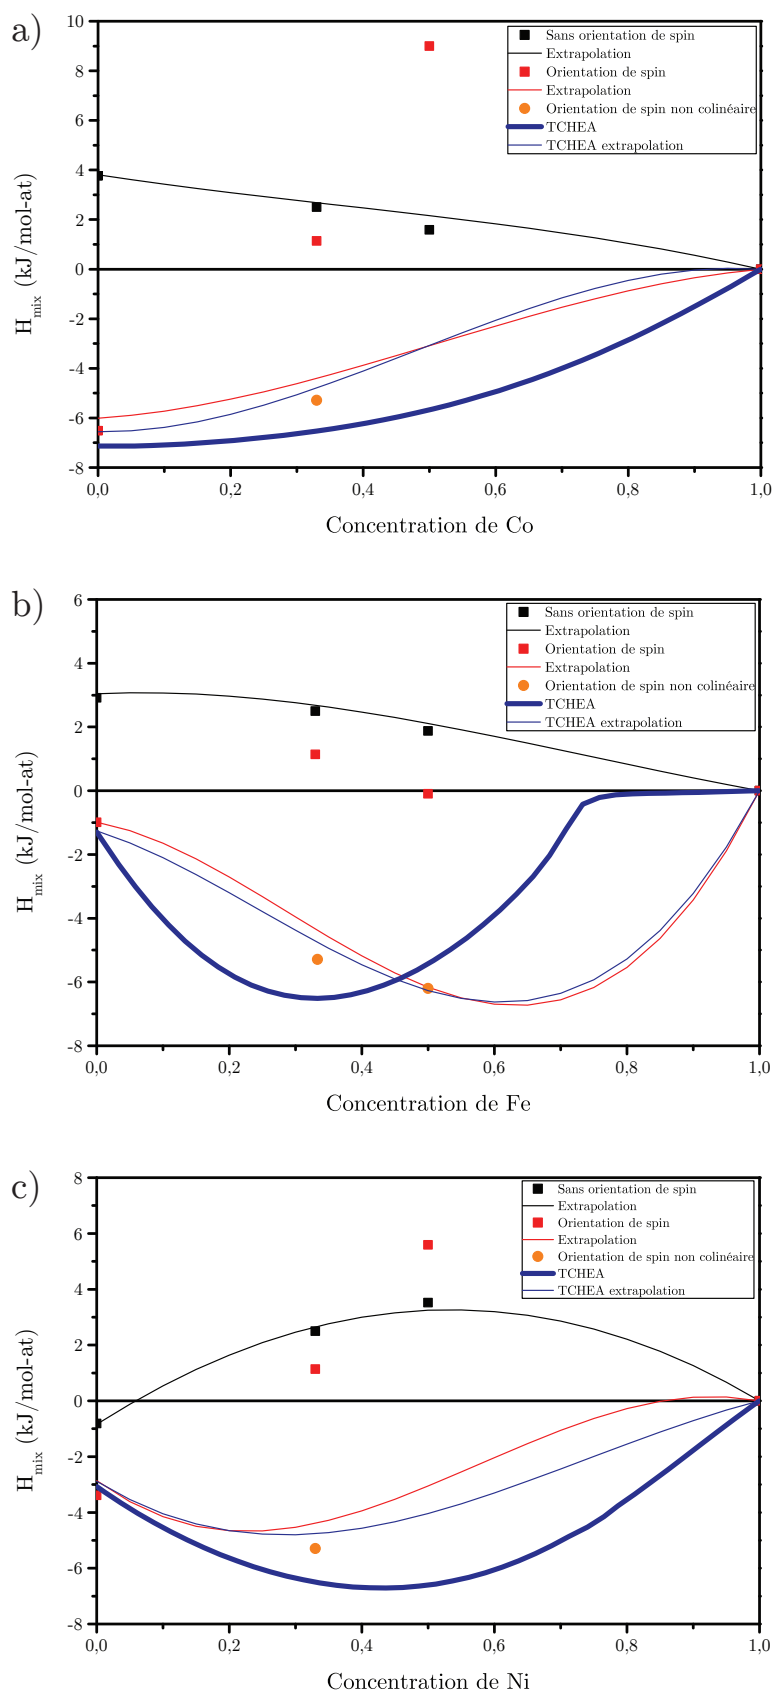 a)
10
8
6
4
2
0
-2
-4
-6
-8
H_mix (kJ/mol-at)
Sans orientation de spin
Extrapolation
Orientation de spin
Extrapolation
Orientation de spin non colinéaire
TCHEA
TCHEA extrapolation
0,0 0,2 0,4 0,6 0,8 1,0
Concentration de Co
b)
6
4
2
0
-2
-4
-6
-8
H_mix (kJ/mol-at)
Sans orientation de spin
Extrapolation
Orientation de spin
Extrapolation
Orientation de spin non colinéaire
TCHEA
TCHEA extrapolation
0,0 0,2 0,4 0,6 0,8 1,0
Concentration de Fe
c)
8
6
4
2
0
-2
-4
-6
-8
H_mix (kJ/mol-at)
Sans orientation de spin
Extrapolation
Orientation de spin
Extrapolation
Orientation de spin non colinéaire
TCHEA
TCHEA extrapolation
0,0 0,2 0,4 0,6 0,8 1,0
Concentration de Ni